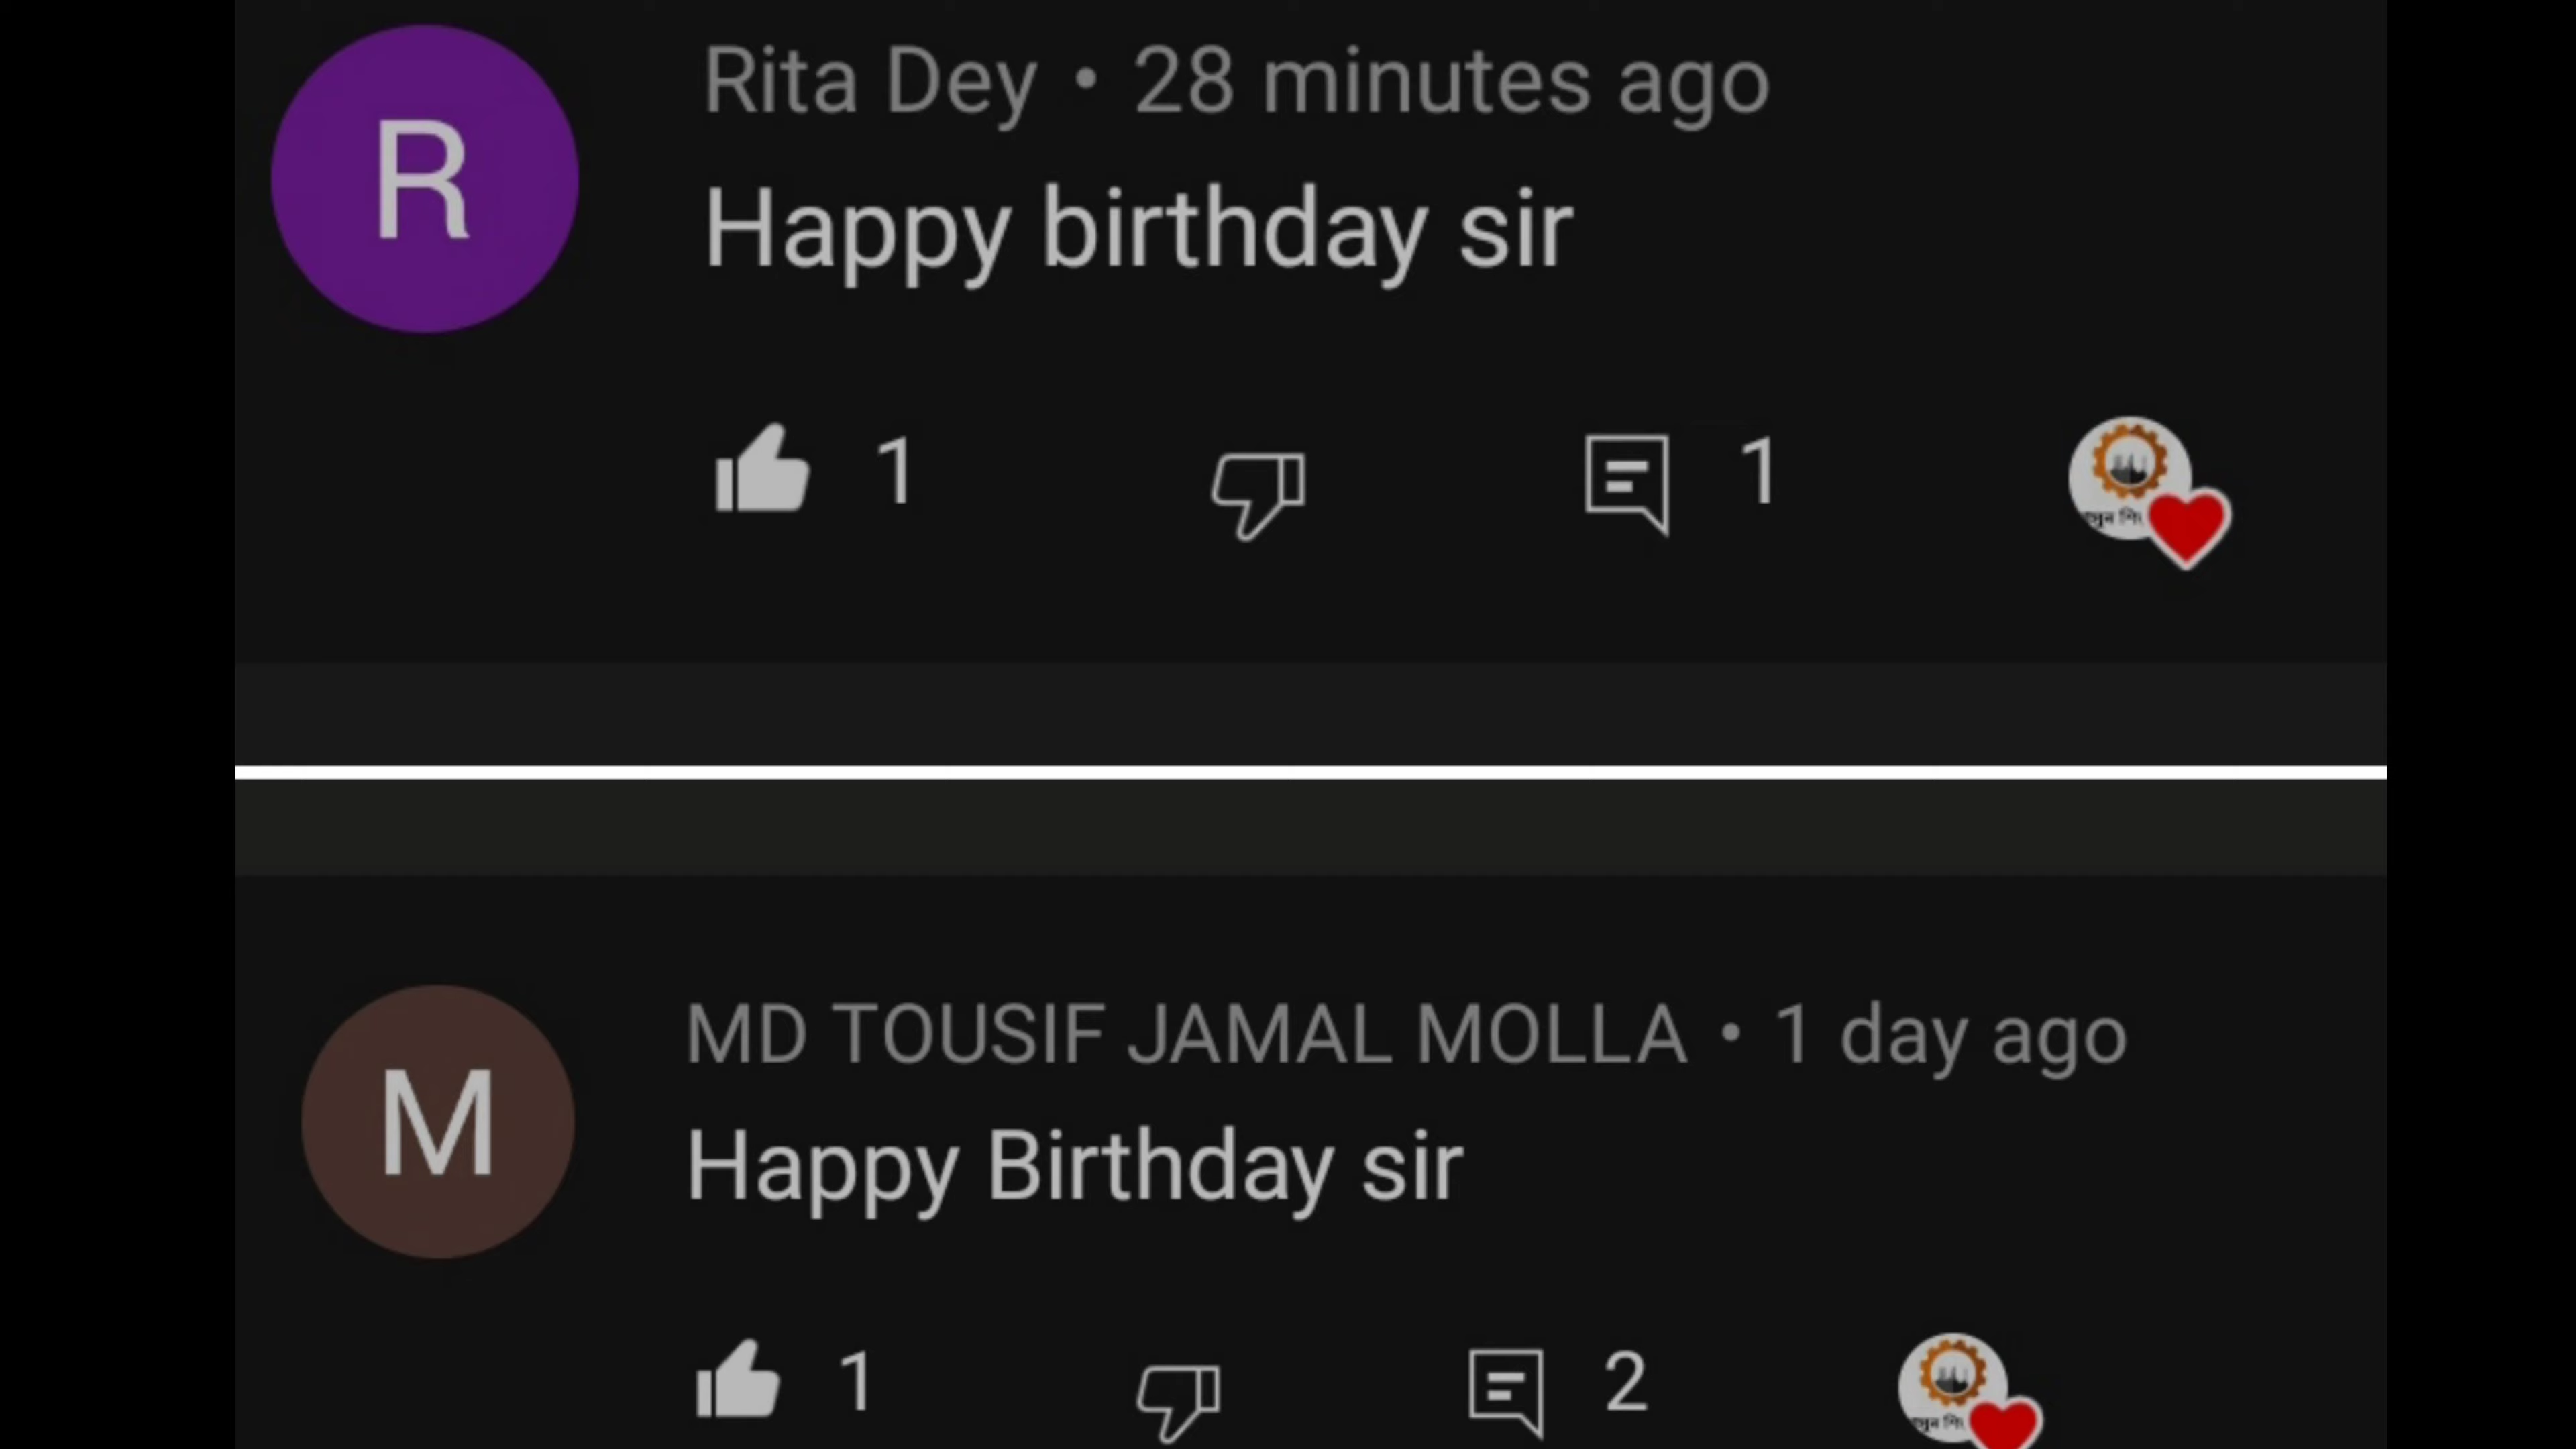 R
Rita Dey • 28 minutes ago
Happy birthday sir
1 1
M
MD TOUSIF JAMAL MOLLA • 1 day ago
Happy Birthday sir
1 2